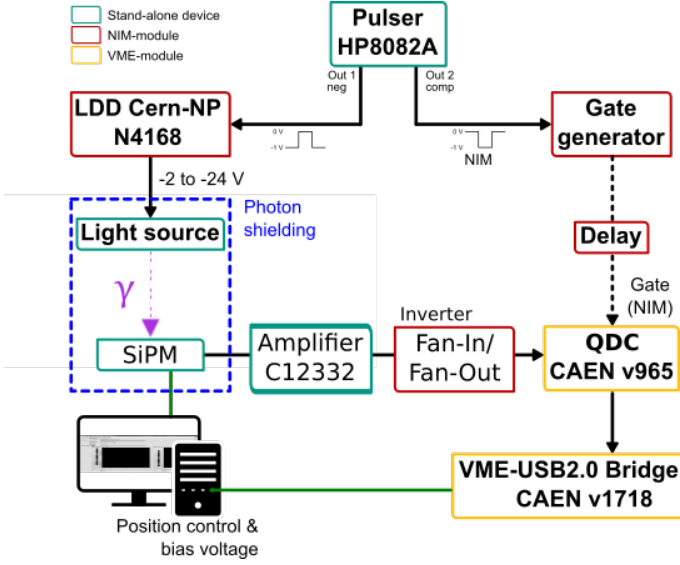 Stand-alone device
NIM-module
VME-module
Pulser
HP8082A
Out 1
neg
Out 2
comp
LDD Cern-NP
N4168
0 V
-1 V
0 V
-1 V
NIM
Gate
generator
-2 to -24 V
Photon
shielding
Light source
γ
Delay
Gate
(NIM)
SiPM
Amplifier
C12332
Inverter
Fan-In/
Fan-Out
QDC
CAEN v965
VME-USB2.0 Bridge
CAEN v1718
Position control &
bias voltage